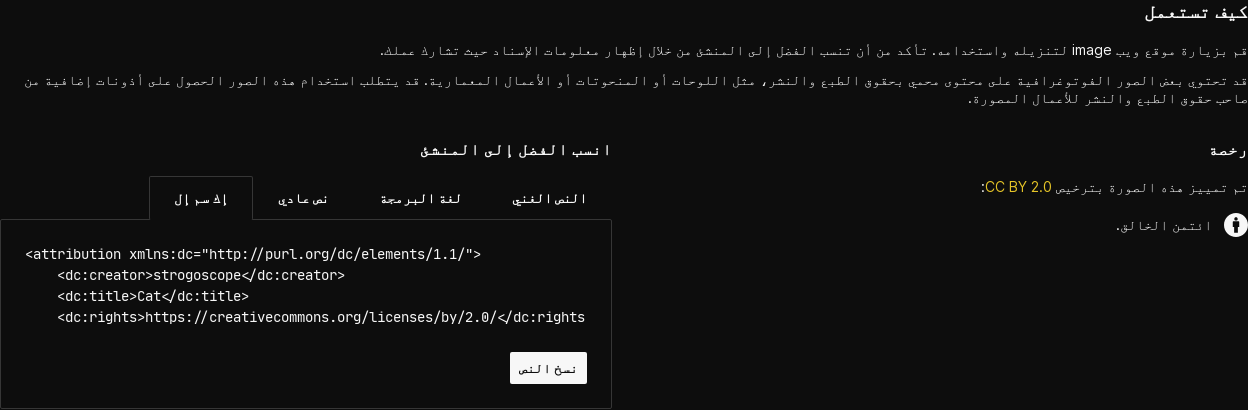 كيف تستعمل
قم بزيارة موقع ويب image لتنزيله واستخدامه. تأكد من أن تنسب الفضل إلى المنشئ من خلال إظهار معلومات الإسناد حيث تشارك عملك.
قد تحتوي بعض الصور الفوتوغرافية على محتوى محمي بحقوق الطبع والنشر، مثل اللوحات أو المنحوتات أو الأعمال المعمارية. قد يتطلب استخدام هذه الصور الحصول على أذونات إضافية من
صاحب حقوق الطبع والنشر للأعمال المصورة.
رخصة
تم تمييز هذه الصورة بترخيص CC BY 2.0:
ائتمن الخالق.
انسب الفضل إلى المنشئ
النص الغني
لغة البرمجة
نص عادي
إك سم إل
<attribution xmlns:dc="http://purl.org/dc/elements/1.1/">
<dc:creator>strogoscope</dc:creator>
<dc:title>Cat</dc:title>
<dc:rights>https://creativecommons.org/licenses/by/2.0/</dc:rights
نسخ النص